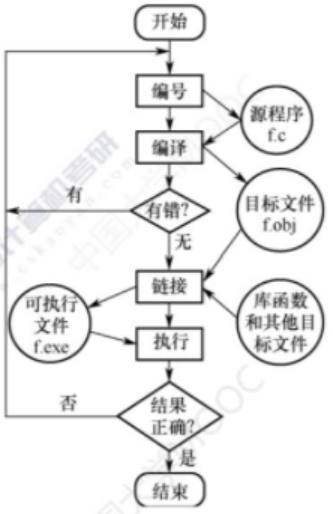 开始
编号
源程序
f.c
编译
有
有错?
目标文件
f.obj
无
链接
可执行
文件
f.exe
库函数
和其他目
标文件
执行
否
结果
正确?
是
结束